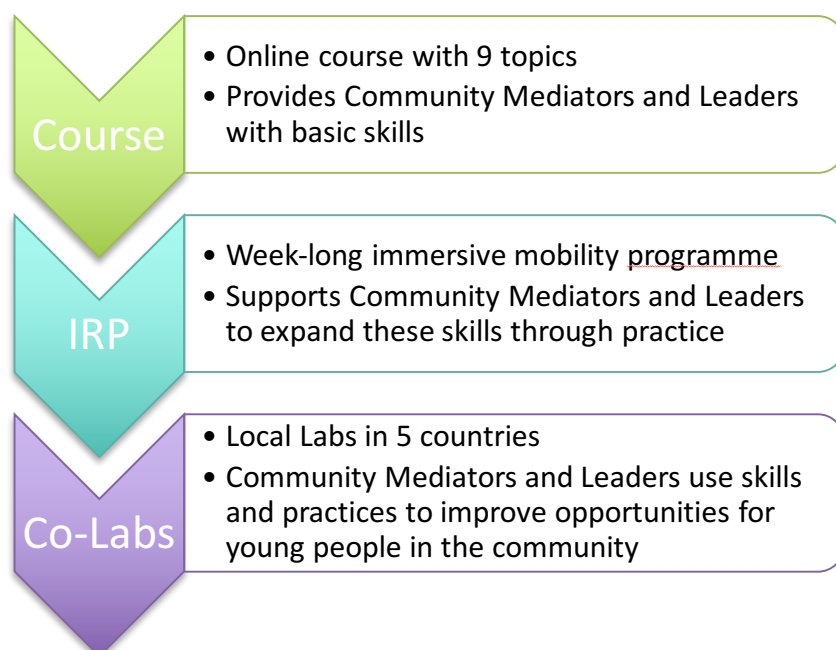 Course
• Online course with 9 topics
• Provides Community Mediators and Leaders
with basic skills
IRP
• Week-long immersive mobility programme
• Supports Community Mediators and Leaders
to expand these skills through practice
Co-Labs
• Local Labs in 5 countries
• Community Mediators and Leaders use skills
and practices to improve opportunities for
young people in the community